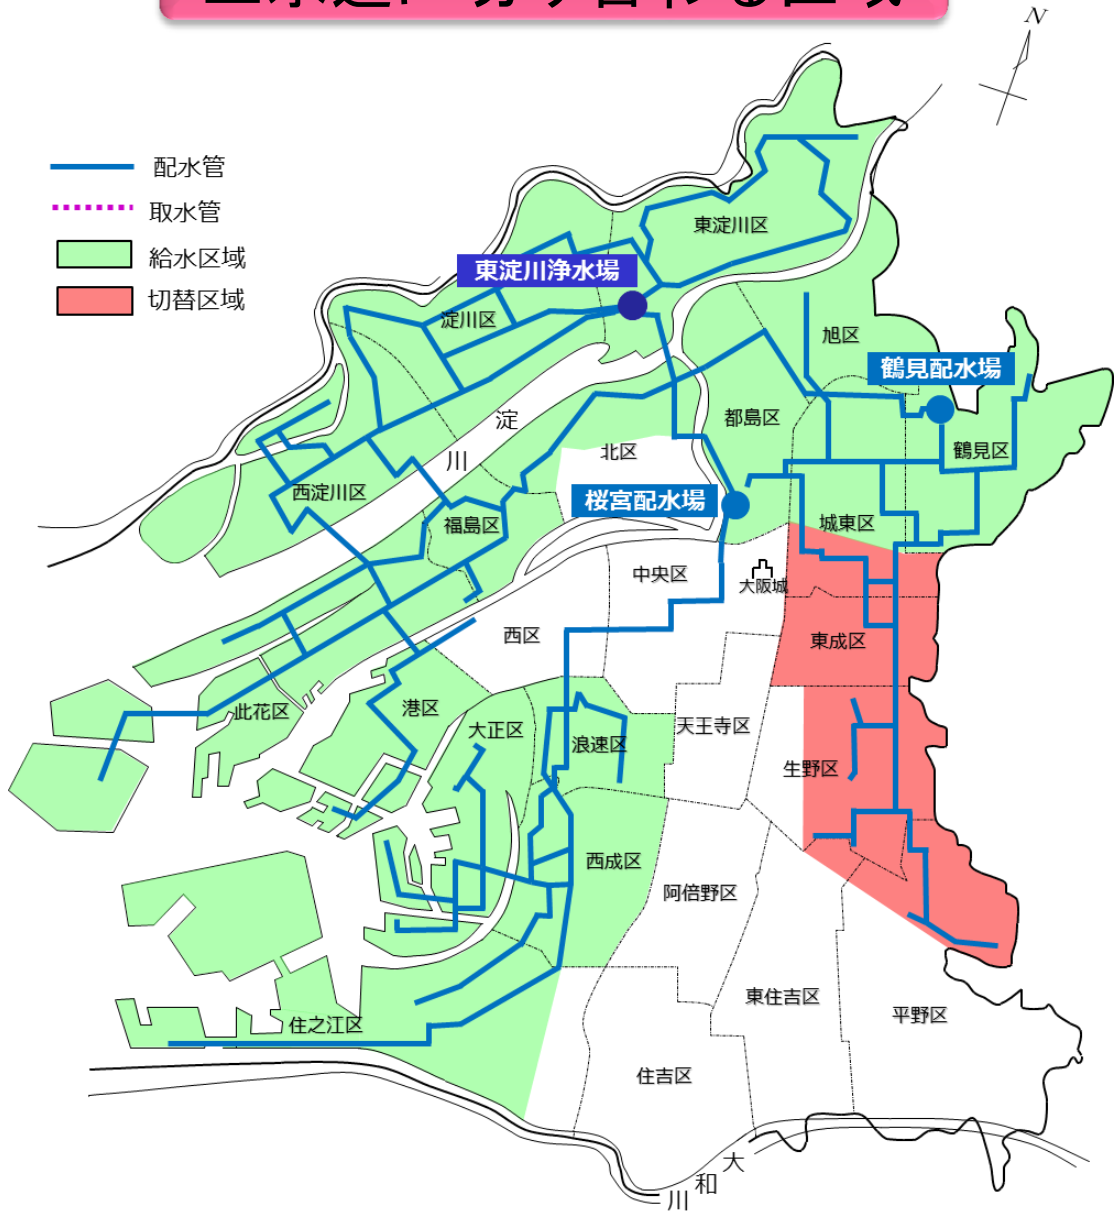 N
配水管
取水管
給水区域
切替区域
東淀川区
東淀川浄水場
淀川区
旭区
鶴見配水場
都島区
淀
川
北区
鶴見区
西淀川区
福島区
桜宮配水場
城東区
中央区
大阪城
西区
東成区
此花区
港区
大正区
浪速区
天王寺区
生野区
西成区
阿倍野区
東住吉区
平野区
住之江区
住吉区
大
和
川